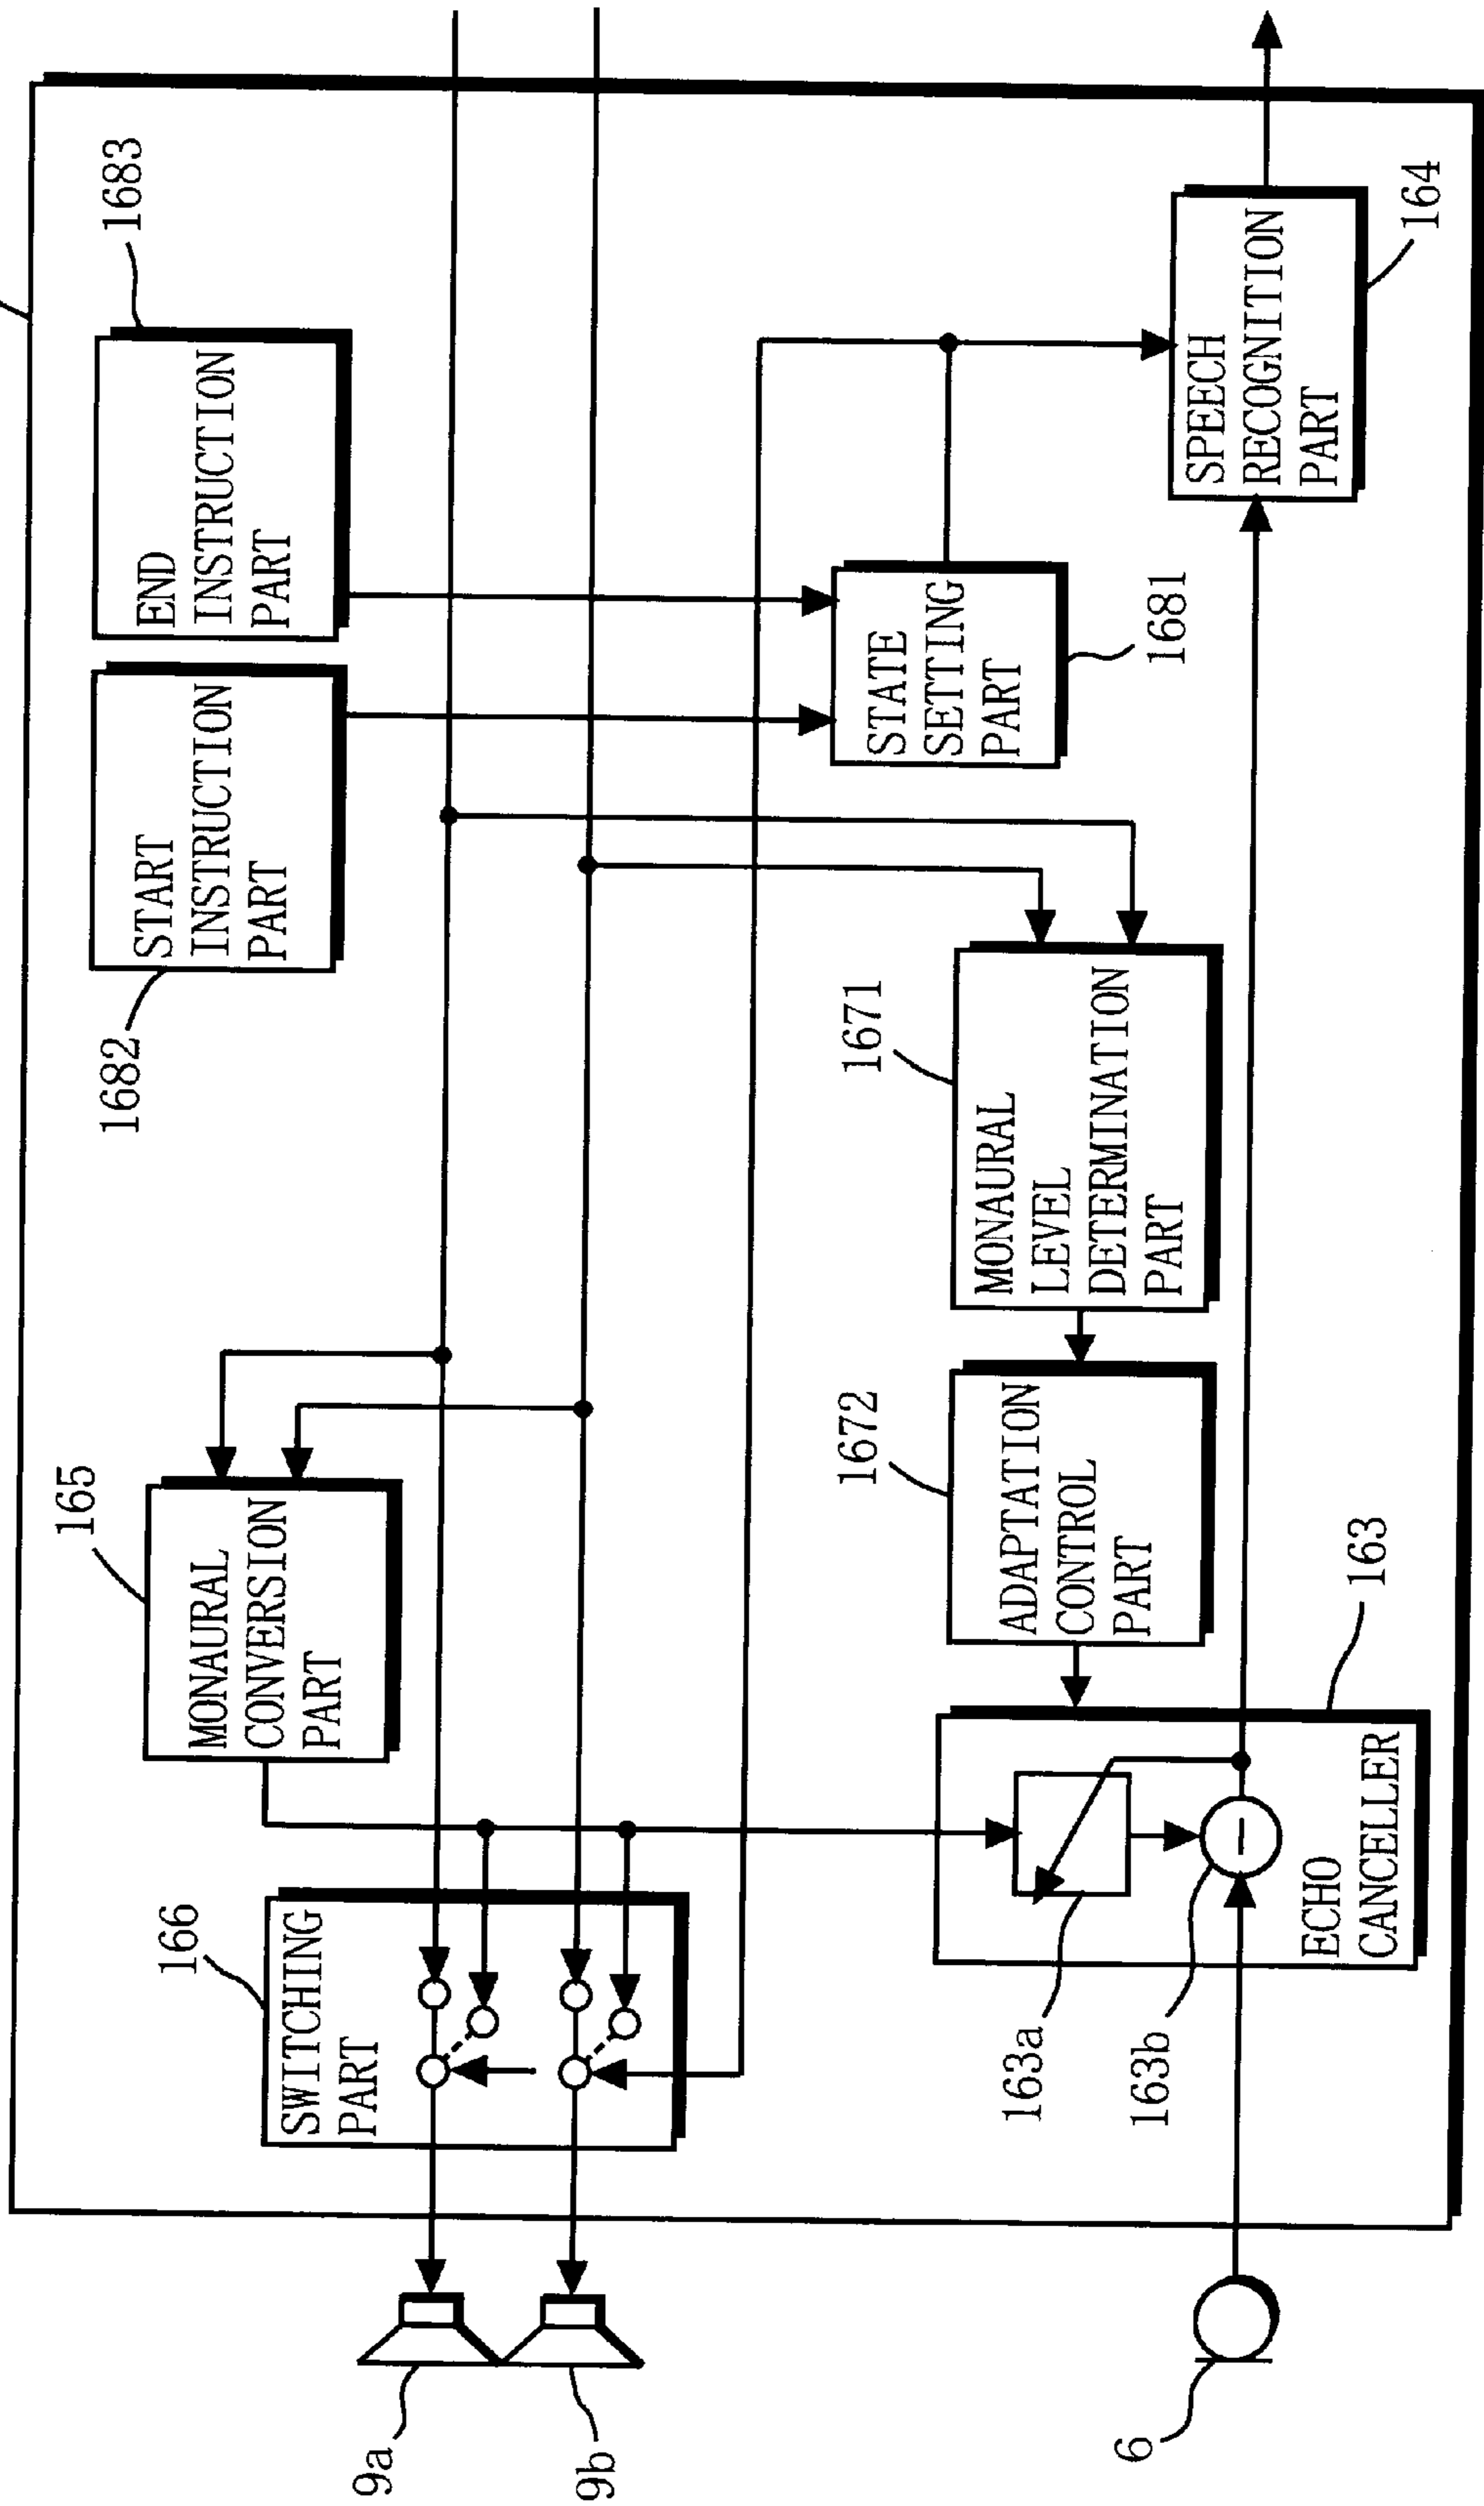 165
MONAURAL
CONVERSION
PART
1682
START
INSTRUCTION
PART
1683
END
INSTRUCTION
PART
166
SWITCHING
PART
9a
9b
STATE
SETTING
PART
1681
1672
ADAPTATION
CONTROL
PART
1671
MONAURAL
LEVEL
DETERMINATION
PART
163a
163b
ECHO
CANCELLER
163
SPEECH
RECOGNITION
PART
164
6